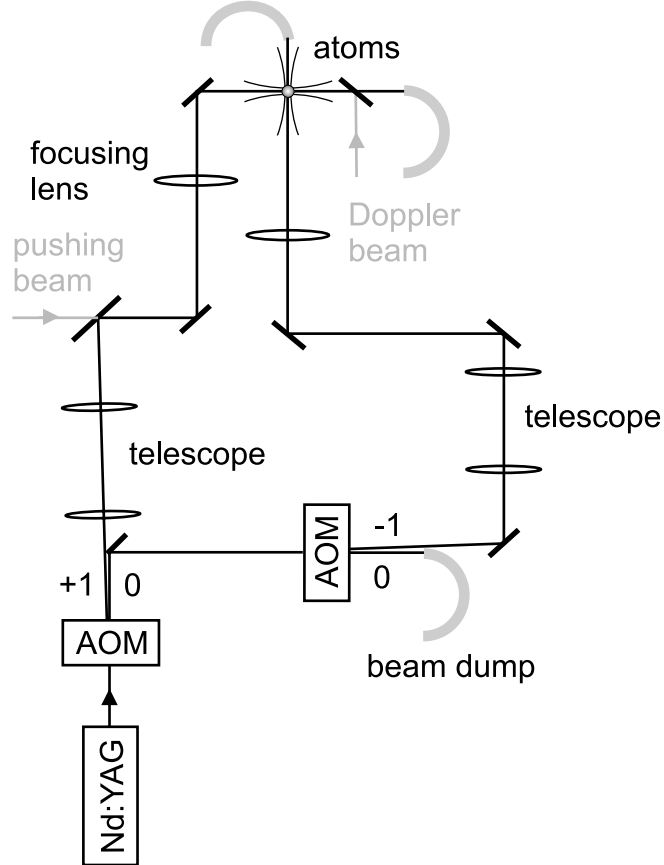 atoms
focusing
lens
Doppler
beam
pushing
beam
telescope
telescope
-1
AOM
0
+1
0
AOM
beam dump
Nd:YAG